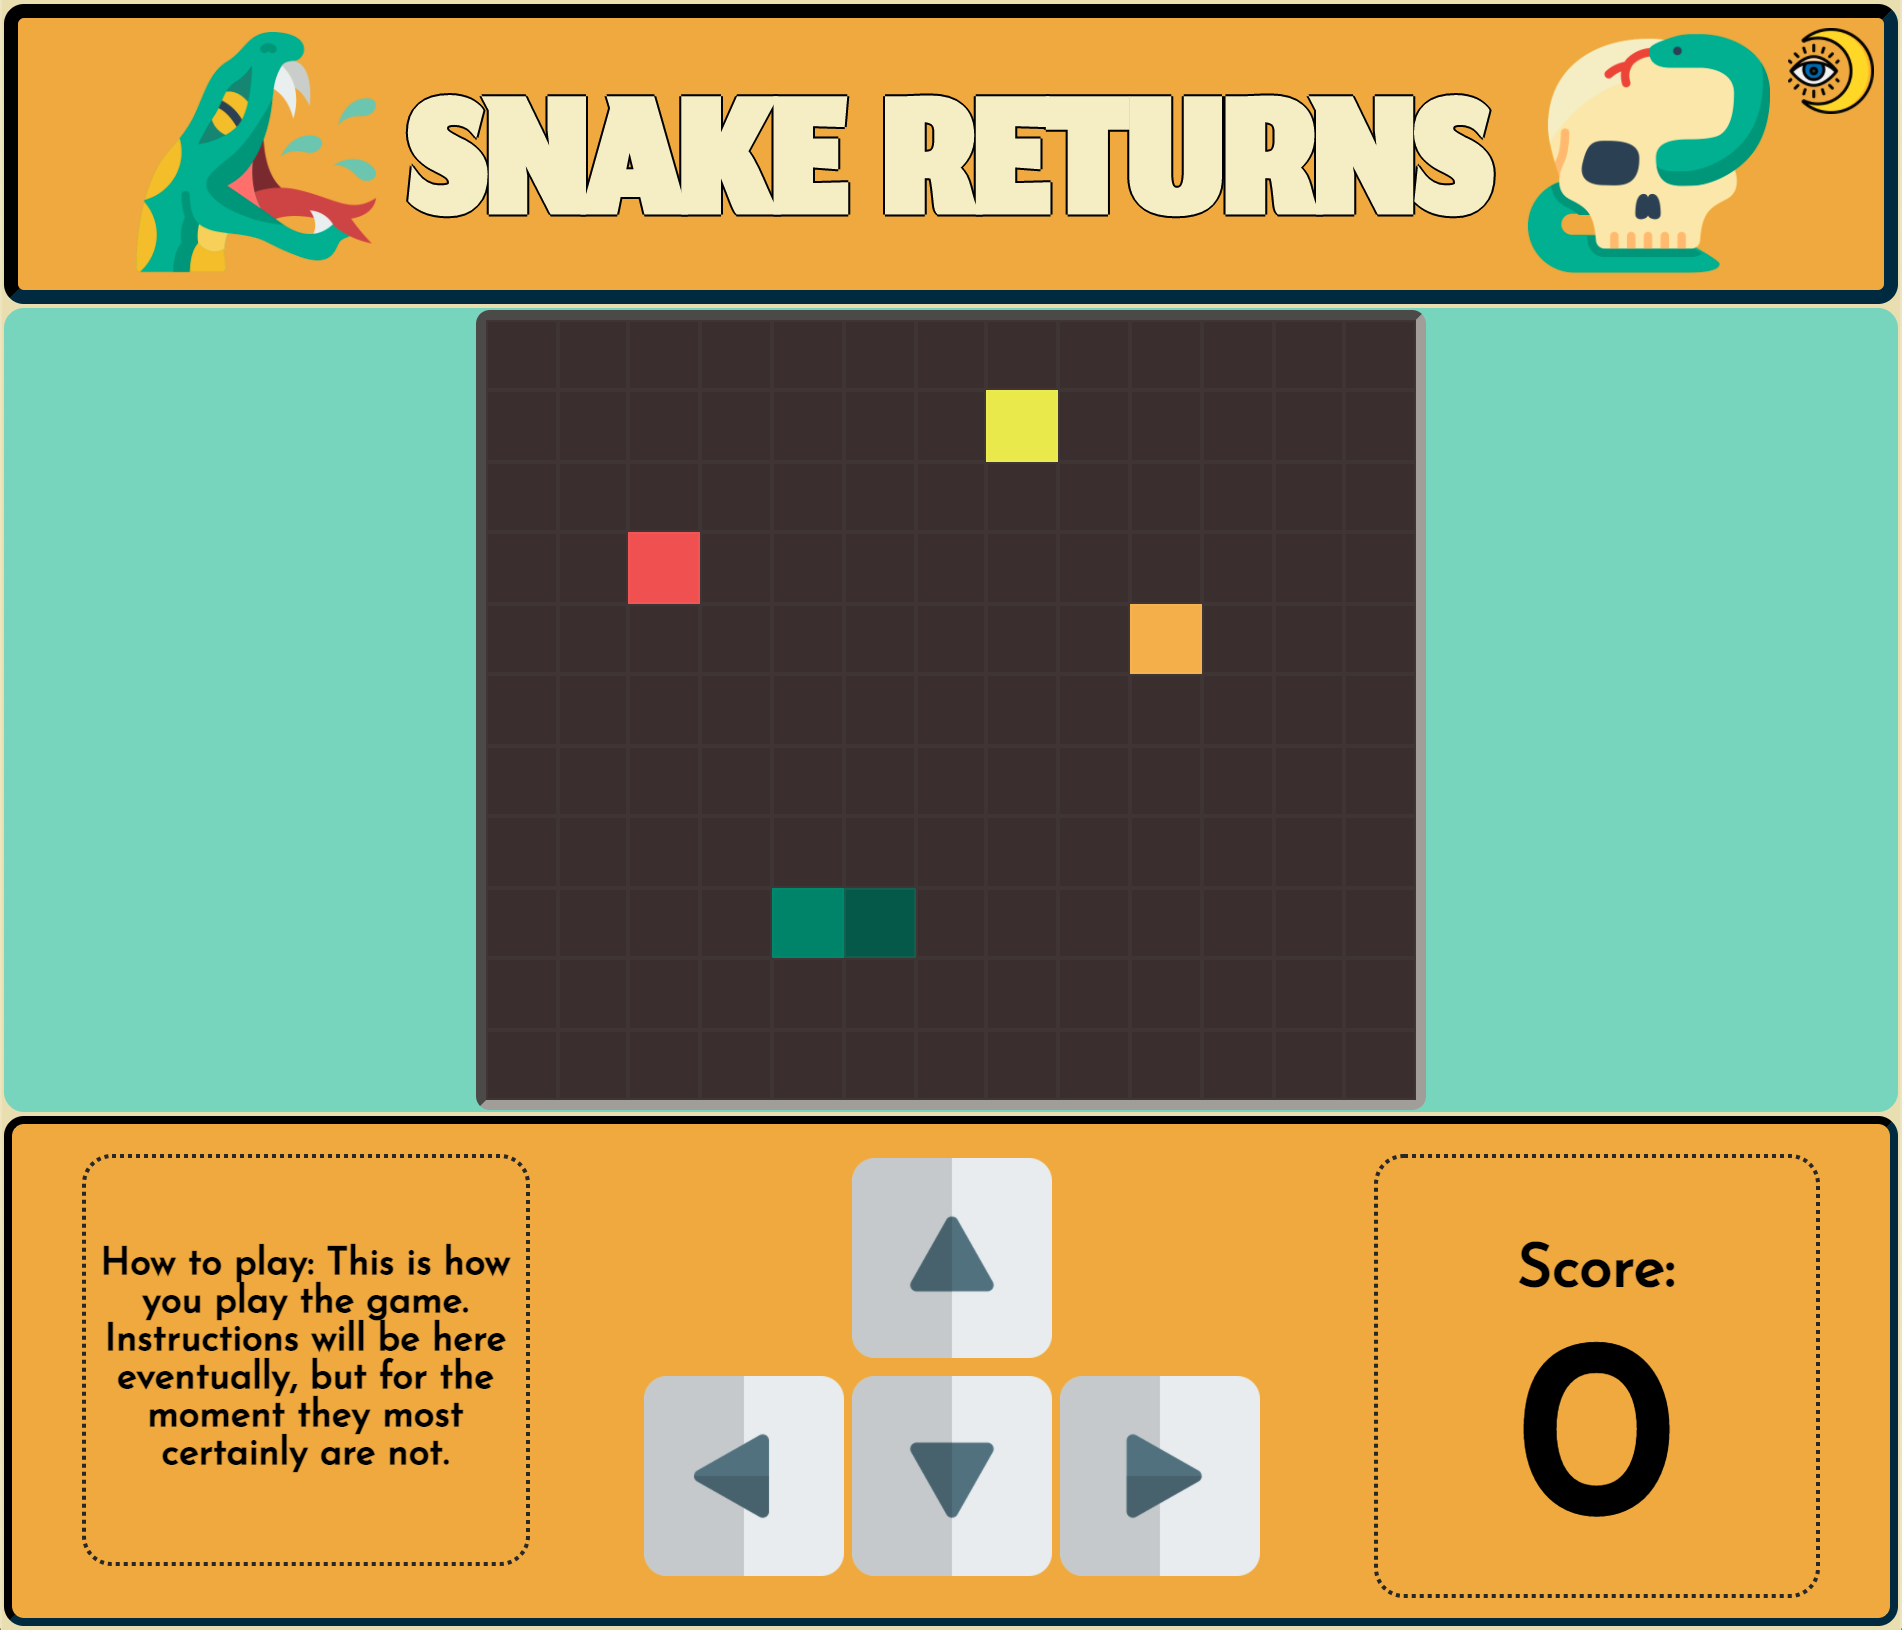 SNAKE RETURNS
How to play: This is how
you play the game.
Instructions will be here
eventually, but for the
moment they most
certainly are not.
Score:
0